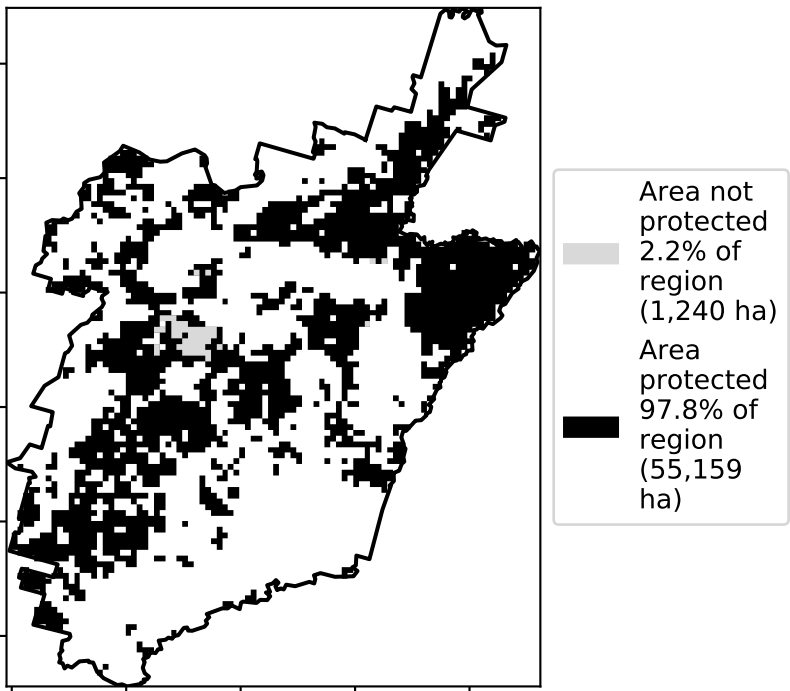 Area not
protected
2.2% of
region
(1,240 ha)
Area
protected
97.8% of
region
(55,159
ha)